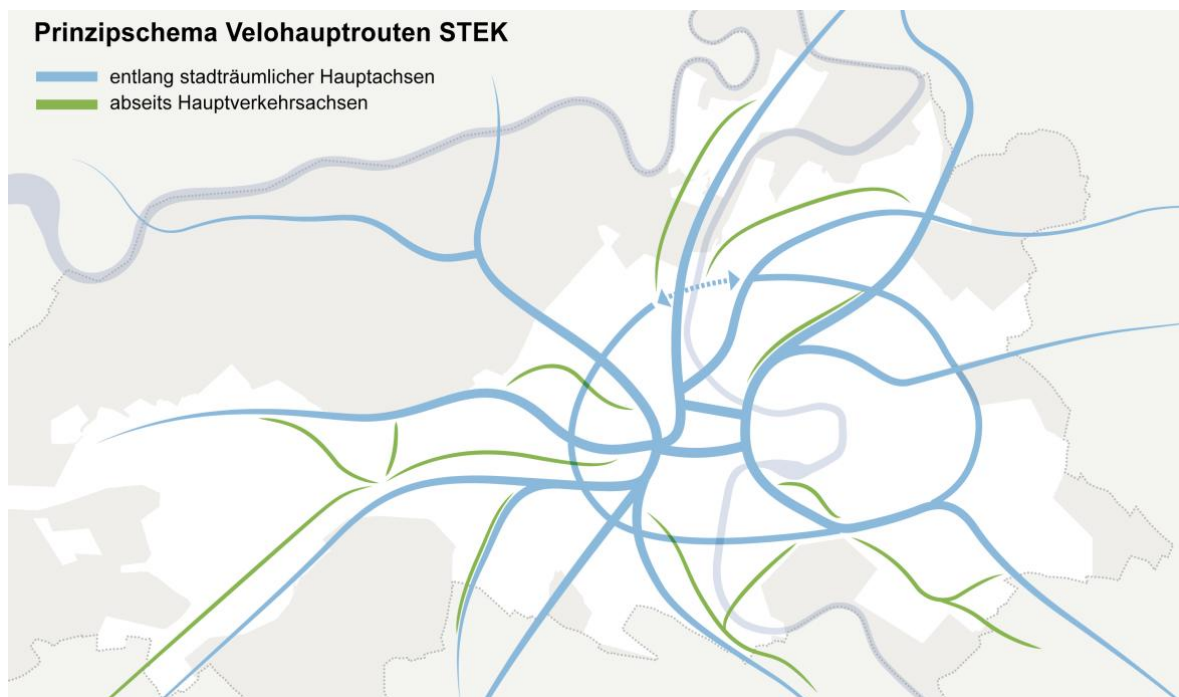 Prinzipschema Velohauptrouten STEK
entlang stadträumlicher Hauptachsen
abseits Hauptverkehrsachsen